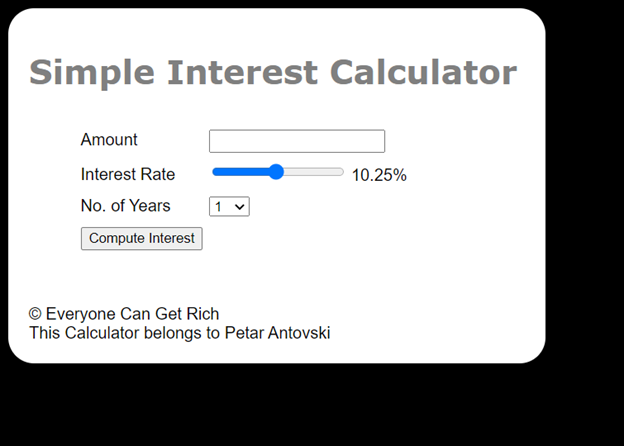 Simple Interest Calculator
Amount
Interest Rate 10.25%
No. of Years 1
Compute Interest
© Everyone Can Get Rich
This Calculator belongs to Petar Antovski